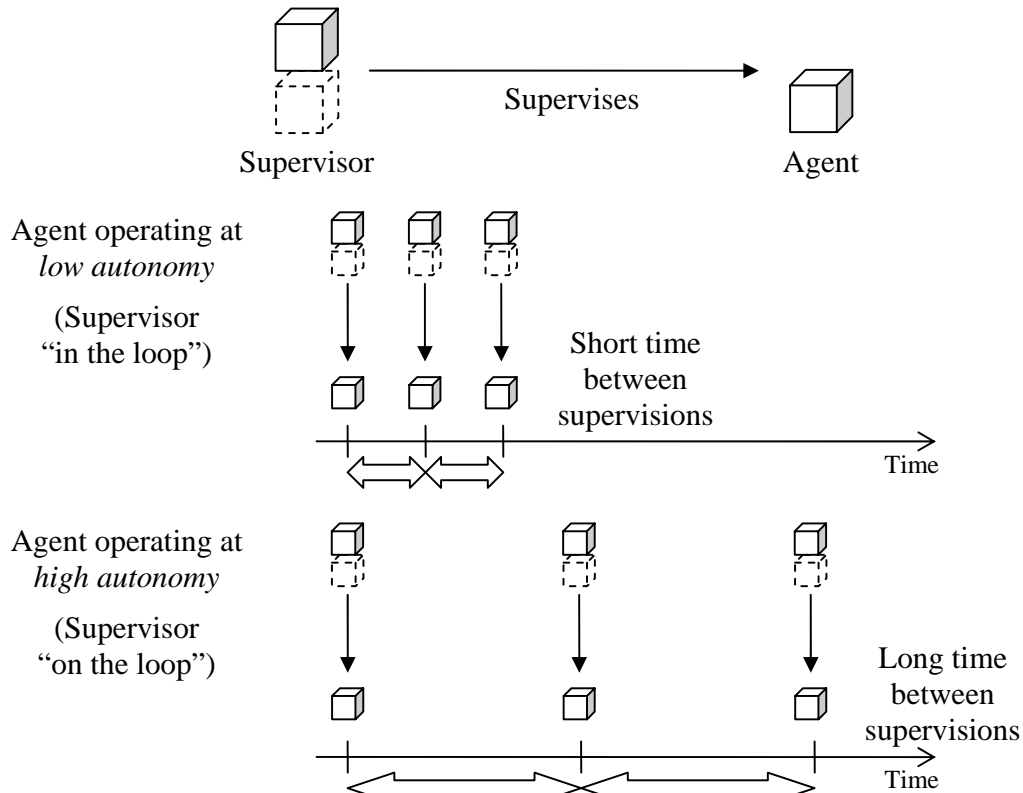 Supervises
Supervisor
Agent
Agent operating at
low autonomy
(Supervisor
“in the loop”)
Short time
between
supervisions
Time
Agent operating at
high autonomy
(Supervisor
“on the loop”)
Long time
between
supervisions
Time